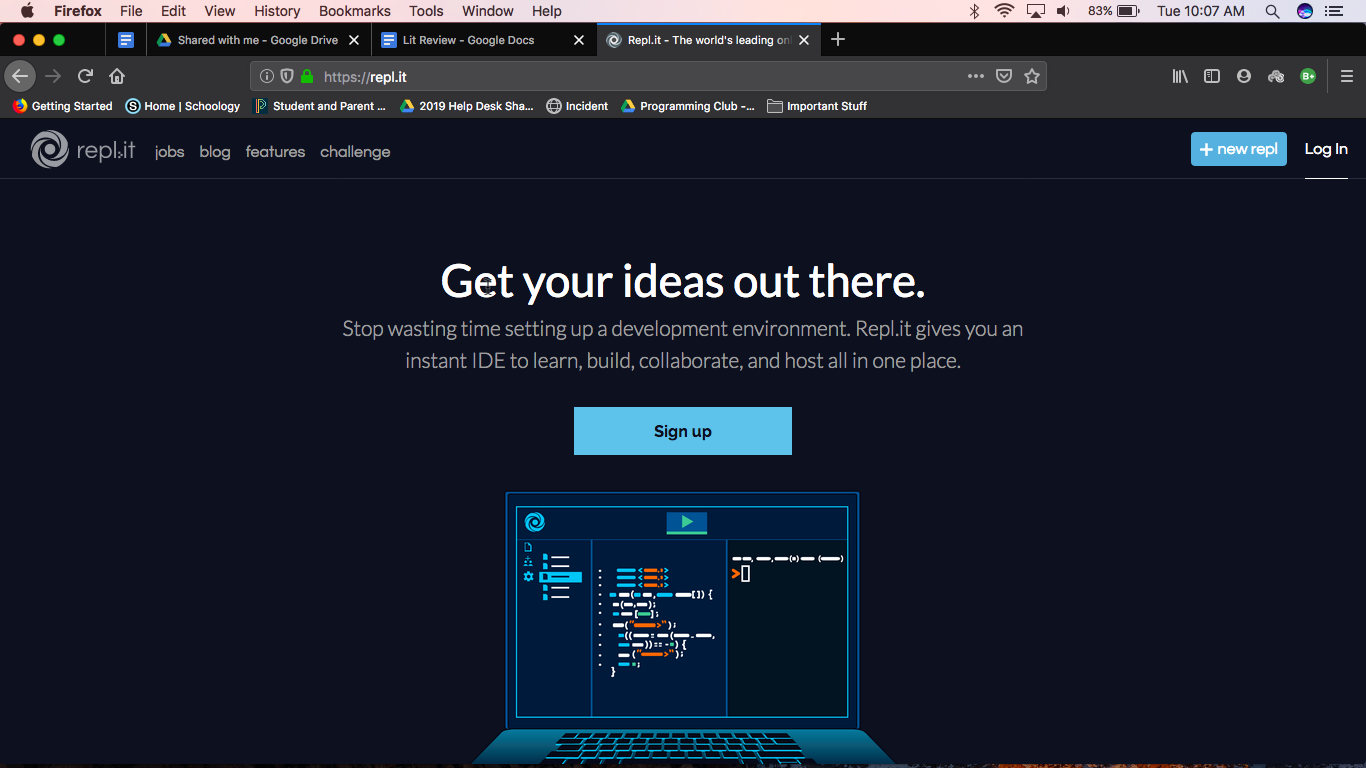 Firefox File Edit View History Bookmarks Tools Window Help 83% Tue 10:07 AM
Shared with me - Google Drive Lit Review - Google Docs Repl.it - The world's leading onl
https://repl.it B+
Getting Started Home | Schoology Student and Parent ... 2019 Help Desk Sha... Incident Programming Club -... Important Stuff
repl.it jobs blog features challenge + new repl Log In
Get your ideas out there.
Stop wasting time setting up a development environment. Repl.it gives you an
instant IDE to learn, build, collaborate, and host all in one place.
Sign up